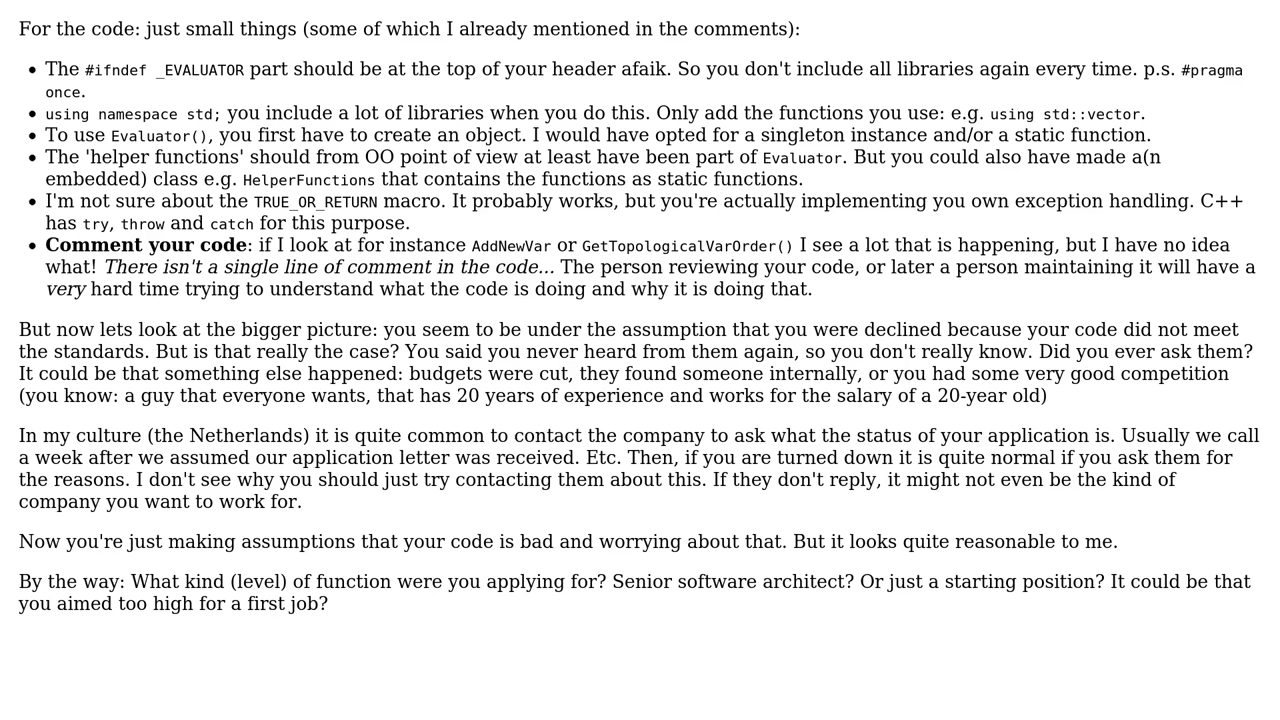 For the code: just small things (some of which I already mentioned in the comments):
• The #ifndef _EVALUATOR part should be at the top of your header afaik. So you don't include all libraries again every time. p.s. #pragma
once.
• using namespace std; you include a lot of libraries when you do this. Only add the functions you use: e.g. using std::vector.
• To use Evaluator(), you first have to create an object. I would have opted for a singleton instance and/or a static function.
• The 'helper functions' should from OO point of view at least have been part of Evaluator. But you could also have made a(n
embedded) class e.g. HelperFunctions that contains the functions as static functions.
• I'm not sure about the TRUE_OR_RETURN macro. It probably works, but you're actually implementing you own exception handling. C++
has try, throw and catch for this purpose.
• Comment your code: if I look at for instance AddNewVar or GetTopologicalVarOrder() I see a lot that is happening, but I have no idea
what! There isn't a single line of comment in the code... The person reviewing your code, or later a person maintaining it will have a
very hard time trying to understand what the code is doing and why it is doing that.
But now lets look at the bigger picture: you seem to be under the assumption that you were declined because your code did not meet
the standards. But is that really the case? You said you never heard from them again, so you don't really know. Did you ever ask them?
It could be that something else happened: budgets were cut, they found someone internally, or you had some very good competition
(you know: a guy that everyone wants, that has 20 years of experience and works for the salary of a 20-year old)
In my culture (the Netherlands) it is quite common to contact the company to ask what the status of your application is. Usually we call
a week after we assumed our application letter was received. Etc. Then, if you are turned down it is quite normal if you ask them for
the reasons. I don't see why you should just try contacting them about this. If they don't reply, it might not even be the kind of
company you want to work for.
Now you're just making assumptions that your code is bad and worrying about that. But it looks quite reasonable to me.
By the way: What kind (level) of function were you applying for? Senior software architect? Or just a starting position? It could be that
you aimed too high for a first job?